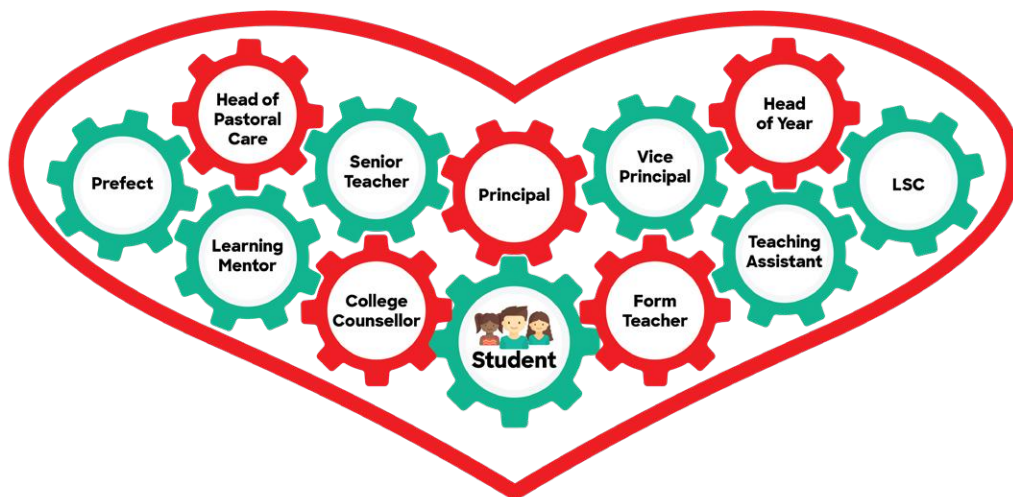 Head of
Pastoral
Care
Head
of Year
Senior
Teacher
Vice
Principal
Prefect
Principal
LSC
Learning
Mentor
Teaching
Assistant
College
Counsellor
Form
Teacher
Student